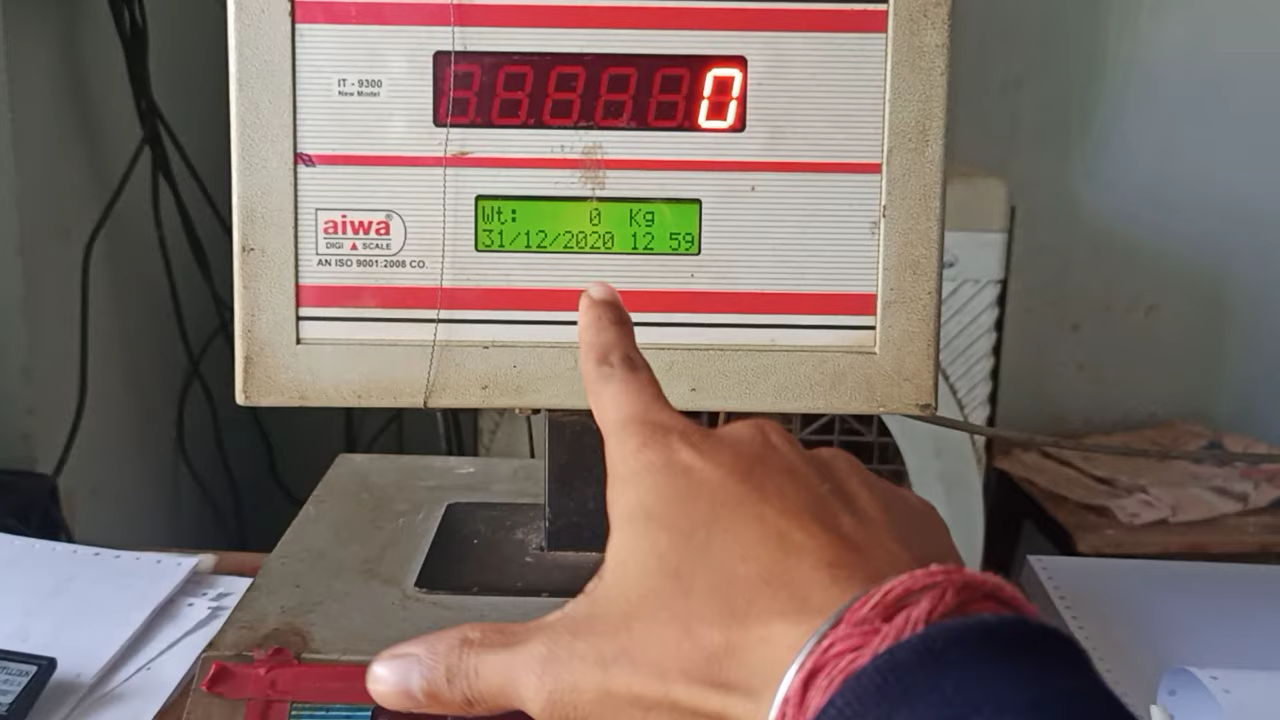 IT - 9300
New Model
0
Wt: 0 Kg
31/12/2020 12 59
aiwa®
DIGI SCALE
AN ISO 9001:2008 CO.